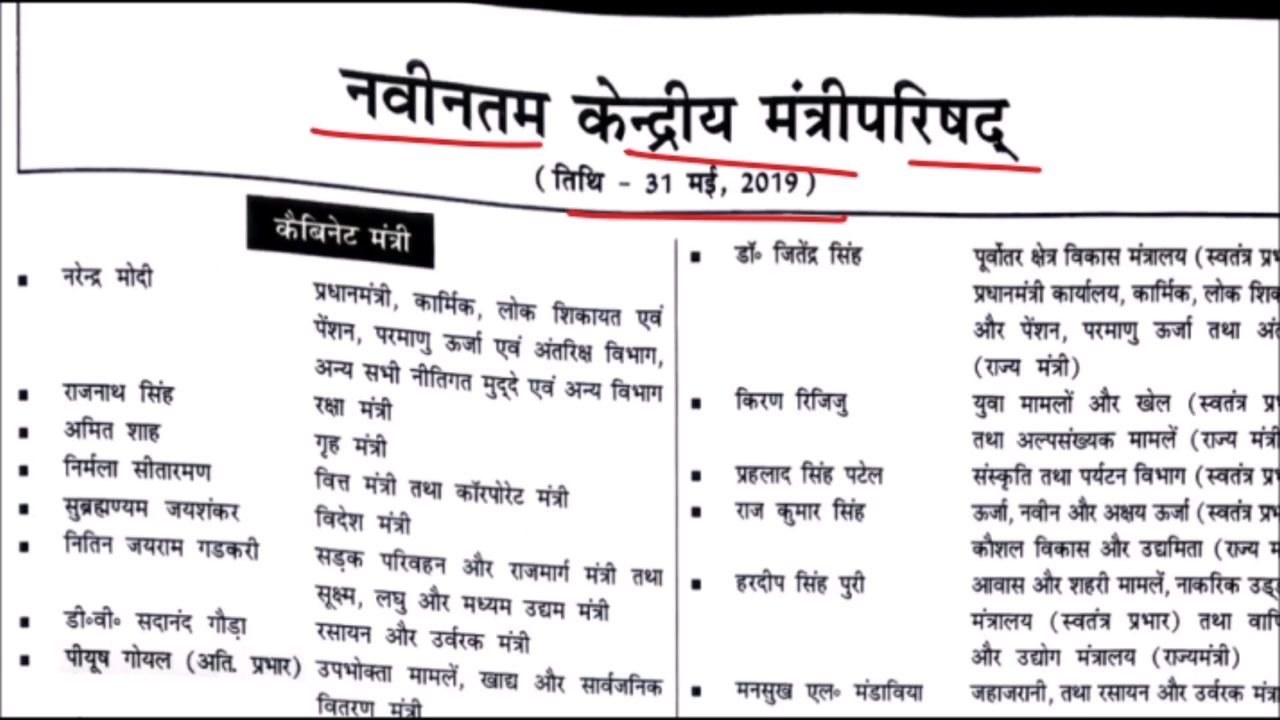 नवीनतम केन्द्रीय मंत्रीपरिषद्
( तिथि - 31 मई, 2019 )
कैबिनेट मंत्री
नरेन्द्र मोदी
प्रधानमंत्री, कार्मिक, लोक शिकायत एवं
पेंशन, परमाणु ऊर्जा एवं अंतरिक्ष विभाग,
अन्य सभी नीतिगत मुद्दे एवं अन्य विभाग
राजनाथ सिंह रक्षा मंत्री
अमित शाह गृह मंत्री
निर्मला सीतारमण वित्त मंत्री तथा कॉरपोरेट मंत्री
सुब्रह्मण्यम जयशंकर विदेश मंत्री
नितिन जयराम गडकरी सड़क परिवहन और राजमार्ग मंत्री तथा
सूक्ष्म, लघु और मध्यम उद्यम मंत्री
डी॰वी॰ सदानंद गौड़ा रसायन और उर्वरक मंत्री
पीयूष गोयल (अति. प्रभार) उपभोक्ता मामलें, खाद्य और सार्वजनिक
वितरण मंत्री
डॉ॰ जितेंद्र सिंह पूर्वोतर क्षेत्र विकास मंत्रालय (स्वतंत्र
प्रधानमंत्री कार्यालय, कार्मिक, लोक
और पेंशन, परमाणु ऊर्जा तथा
(राज्य मंत्री)
किरण रिजिजु युवा मामलों और खेल (स्वतंत्र
तथा अल्पसंख्यक मामलें (राज्य
प्रहलाद सिंह पटेल संस्कृति तथा पर्यटन विभाग (स्वतंत्र
राज कुमार सिंह ऊर्जा, नवीन और अक्षय ऊर्जा (स्वतंत्र
कौशल विकास और उद्यमिता (राज्य
हरदीप सिंह पुरी आवास और शहरी मामलें, नाकरिक
मंत्रालय (स्वतंत्र प्रभार) तथा
और उद्योग मंत्रालय (राज्यमंत्री)
मनसुख एल॰ मंडाविया जहाजरानी, तथा रसायन और उर्वरक